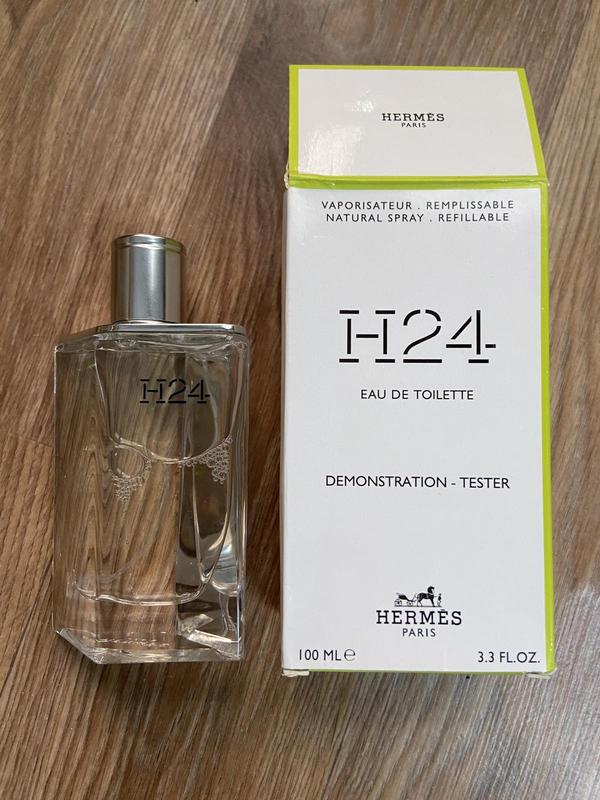 HERMÈS
PARIS
VAPORISATEUR . REMPLISSABLE
NATURAL SPRAY . REFILLABLE
H24
EAU DE TOILETTE
DEMONSTRATION - TESTER
HERMÈS
PARIS
100 ML℮ 3.3 FL.OZ.
H24